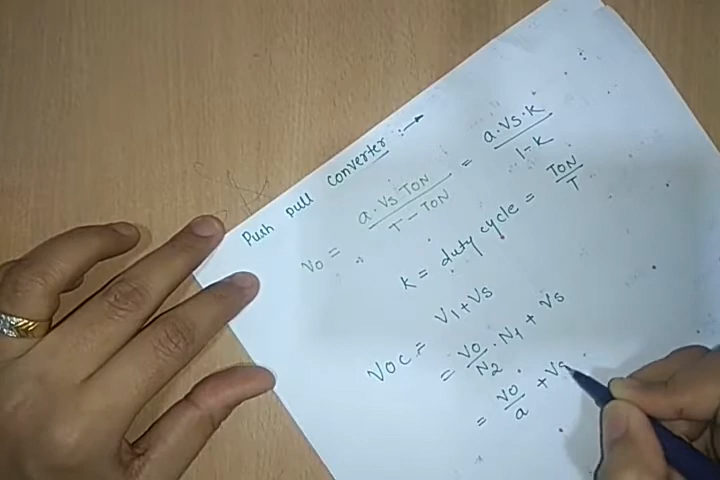 Push pull converter :→
Vo = a.Vs TON / T - TON = a.Vs.k / 1-k
k = duty cycle = TON / T
Voc = V1+Vs
= Vo/N2 . N1 + Vs
= Vo/a + Vs